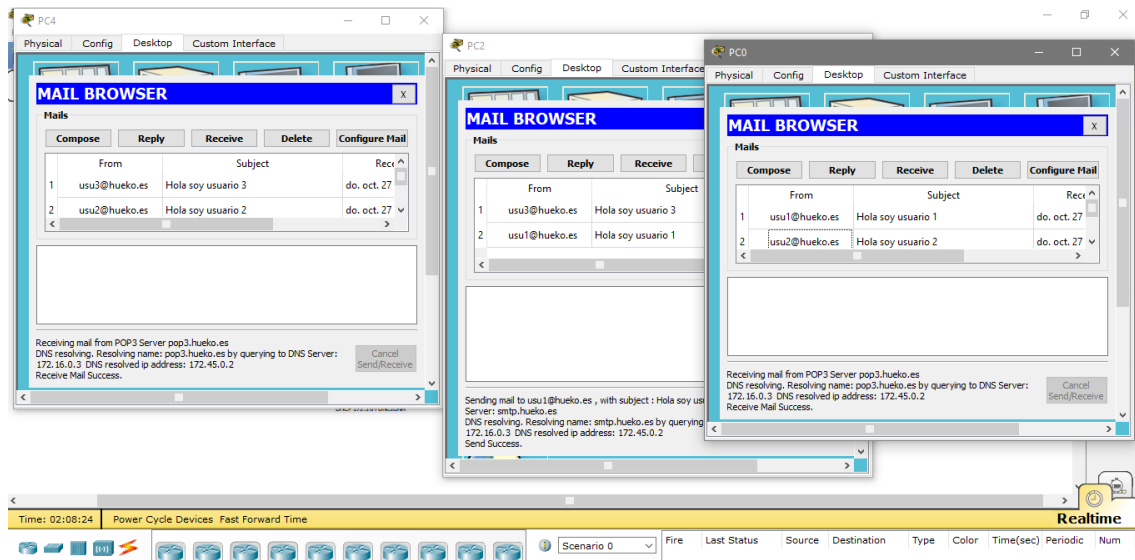 PC4
Physical Config Desktop Custom Interface
MAIL BROWSER
X
Mails
Compose Reply Receive Delete Configure Mail
From Subject Rece
1 usu3@hueko.es Hola soy usuario 3 do. oct. 27
2 usu2@hueko.es Hola soy usuario 2 do. oct. 27
Receiving mail from POP3 Server pop3.hueko.es
DNS resolving. Resolving name: pop3.hueko.es by querying to DNS Server:
172.16.0.3 DNS resolved ip address: 172.45.0.2
Receive Mail Success.
Cancel
Send/Receive
PC2
Physical Config Desktop Custom Interface
MAIL BROWSER
Mails
Compose Reply Receive
From Subject
1 usu3@hueko.es Hola soy usuario 3
2 usu1@hueko.es Hola soy usuario 1
Sending mail to usu1@hueko.es , with subject : Hola soy usu
Server: smtp.hueko.es
DNS resolving. Resolving name: smtp.hueko.es by querying
172.16.0.3 DNS resolved ip address: 172.45.0.2
Send Success.
PC0
Physical Config Desktop Custom Interface
MAIL BROWSER
X
Mails
Compose Reply Receive Delete Configure Mail
From Subject Rece
1 usu1@hueko.es Hola soy usuario 1 do. oct. 27
2 usu2@hueko.es Hola soy usuario 2 do. oct. 27
Receiving mail from POP3 Server pop3.hueko.es
DNS resolving. Resolving name: pop3.hueko.es by querying to DNS Server:
172.16.0.3 DNS resolved ip address: 172.45.0.2
Receive Mail Success.
Cancel
Send/Receive
Time: 02:08:24 Power Cycle Devices Fast Forward Time
Realtime
Scenario 0
Fire Last Status Source Destination Type Color Time(sec) Periodic Num